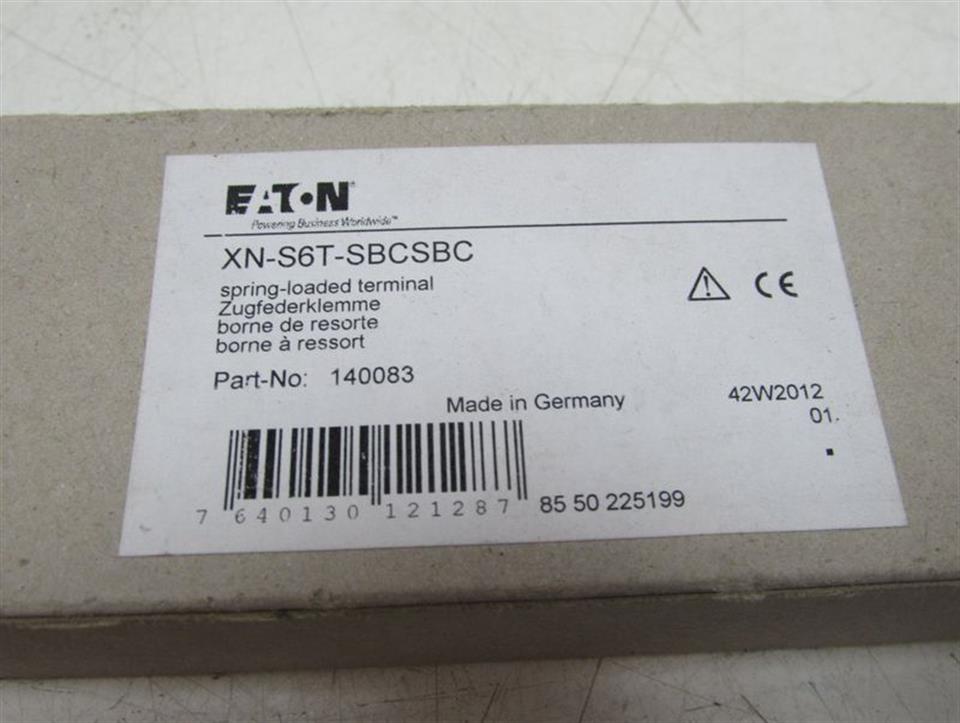 EATON®
Powering Business Worldwide™
XN-S6T-SBCSBC
spring-loaded terminal
Zugfederklemme
borne de resorte
borne à ressort
CE
Part-No: 140083
Made in Germany
42W2012
01.
7 640130 121287
85 50 225199